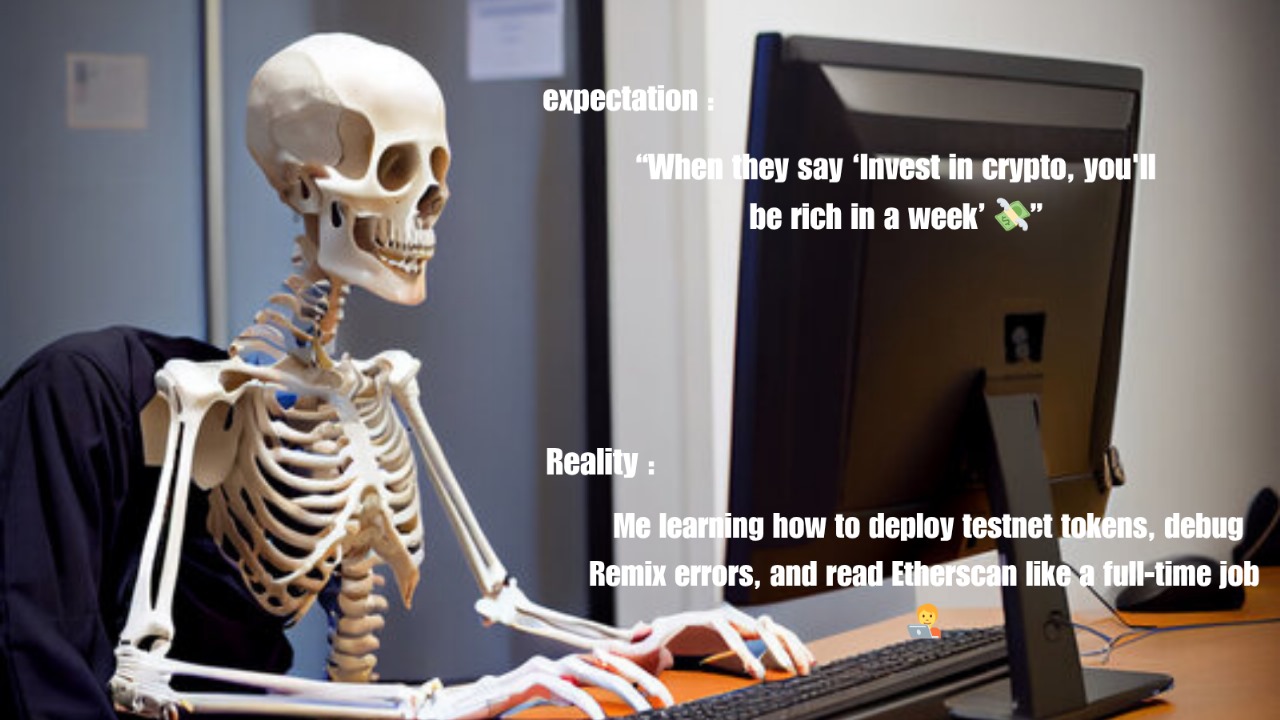 expectation :
“When they say ‘Invest in crypto, you'll
be rich in a week’ 💸”
Reality :
Me learning how to deploy testnet tokens, debug
Remix errors, and read Etherscan like a full-time job
🧑‍💻